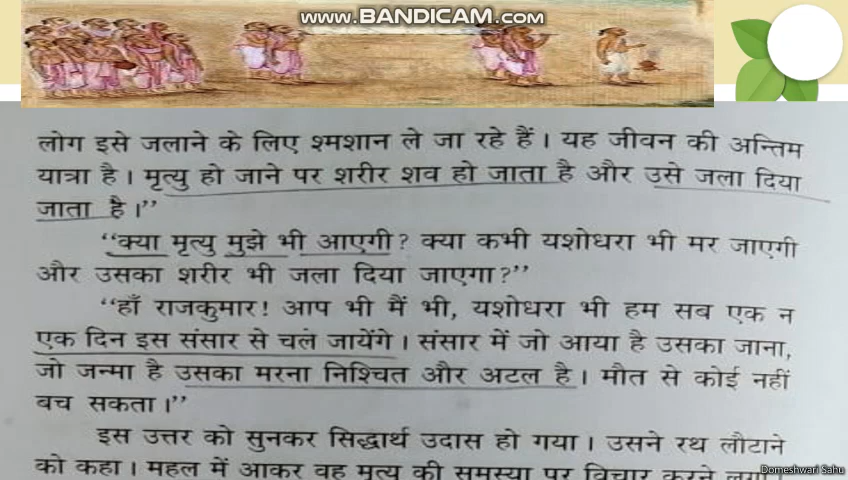 www.BANDICAM.com
लोग इसे जलाने के लिए श्मशान ले जा रहे हैं। यह जीवन की अन्तिम
यात्रा है। मृत्यु हो जाने पर शरीर शव हो जाता है और उसे जला दिया
जाता है।”
“क्या मृत्यु मुझे भी आएगी? क्या कभी यशोधरा भी मर जाएगी
और उसका शरीर भी जला दिया जाएगा?”
“हाँ राजकुमार! आप भी मैं भी, यशोधरा भी हम सब एक न
एक दिन इस संसार से चले जायेंगे। संसार में जो आया है उसका जाना,
जो जन्मा है उसका मरना निश्चित और अटल है। मौत से कोई नहीं
बच सकता।”
इस उत्तर को सुनकर सिद्धार्थ उदास हो गया। उसने रथ लौटाने
को कहा। महल में आकर वह मृत्यु की समस्या पर विचार करने लगा।
Domeshwari Sahu